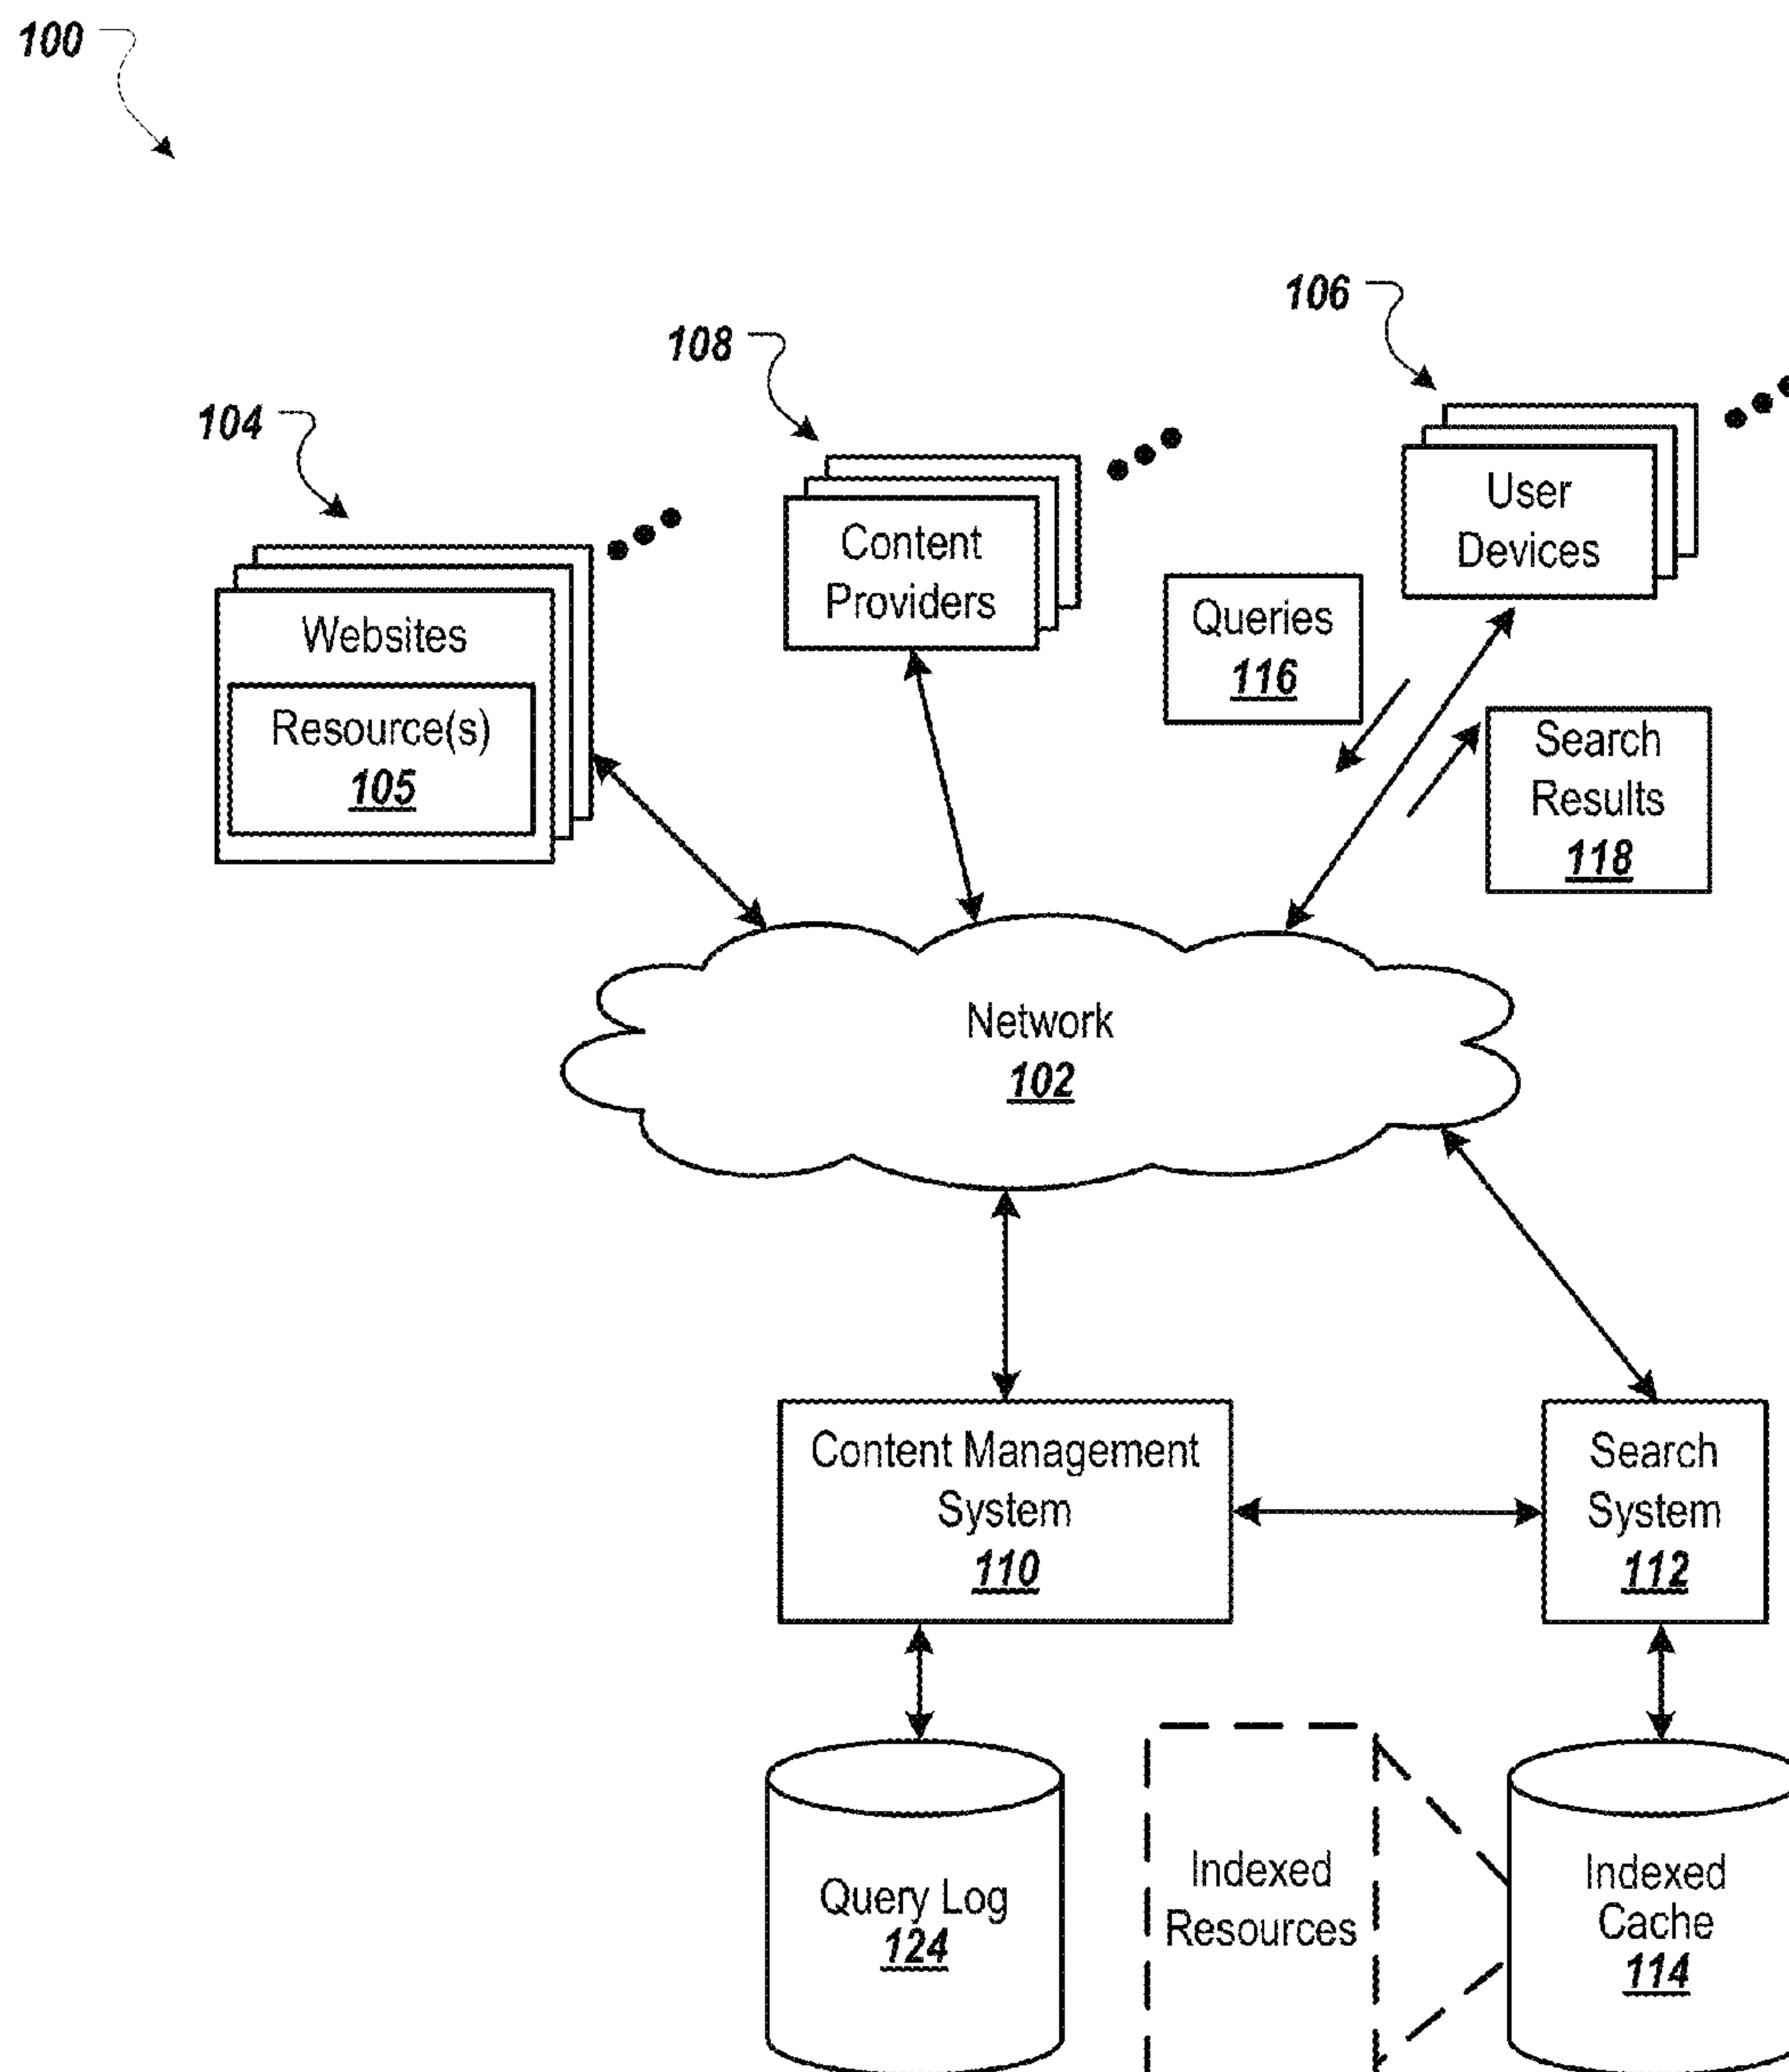 100
106
108
104
User
Devices
Content
Providers
Queries
116
Websites
Resource(s)
105
Search
Results
118
Network
102
Content Management
System
110
Search
System
112
Query Log
124
Indexed
Resources
Indexed
Cache
114